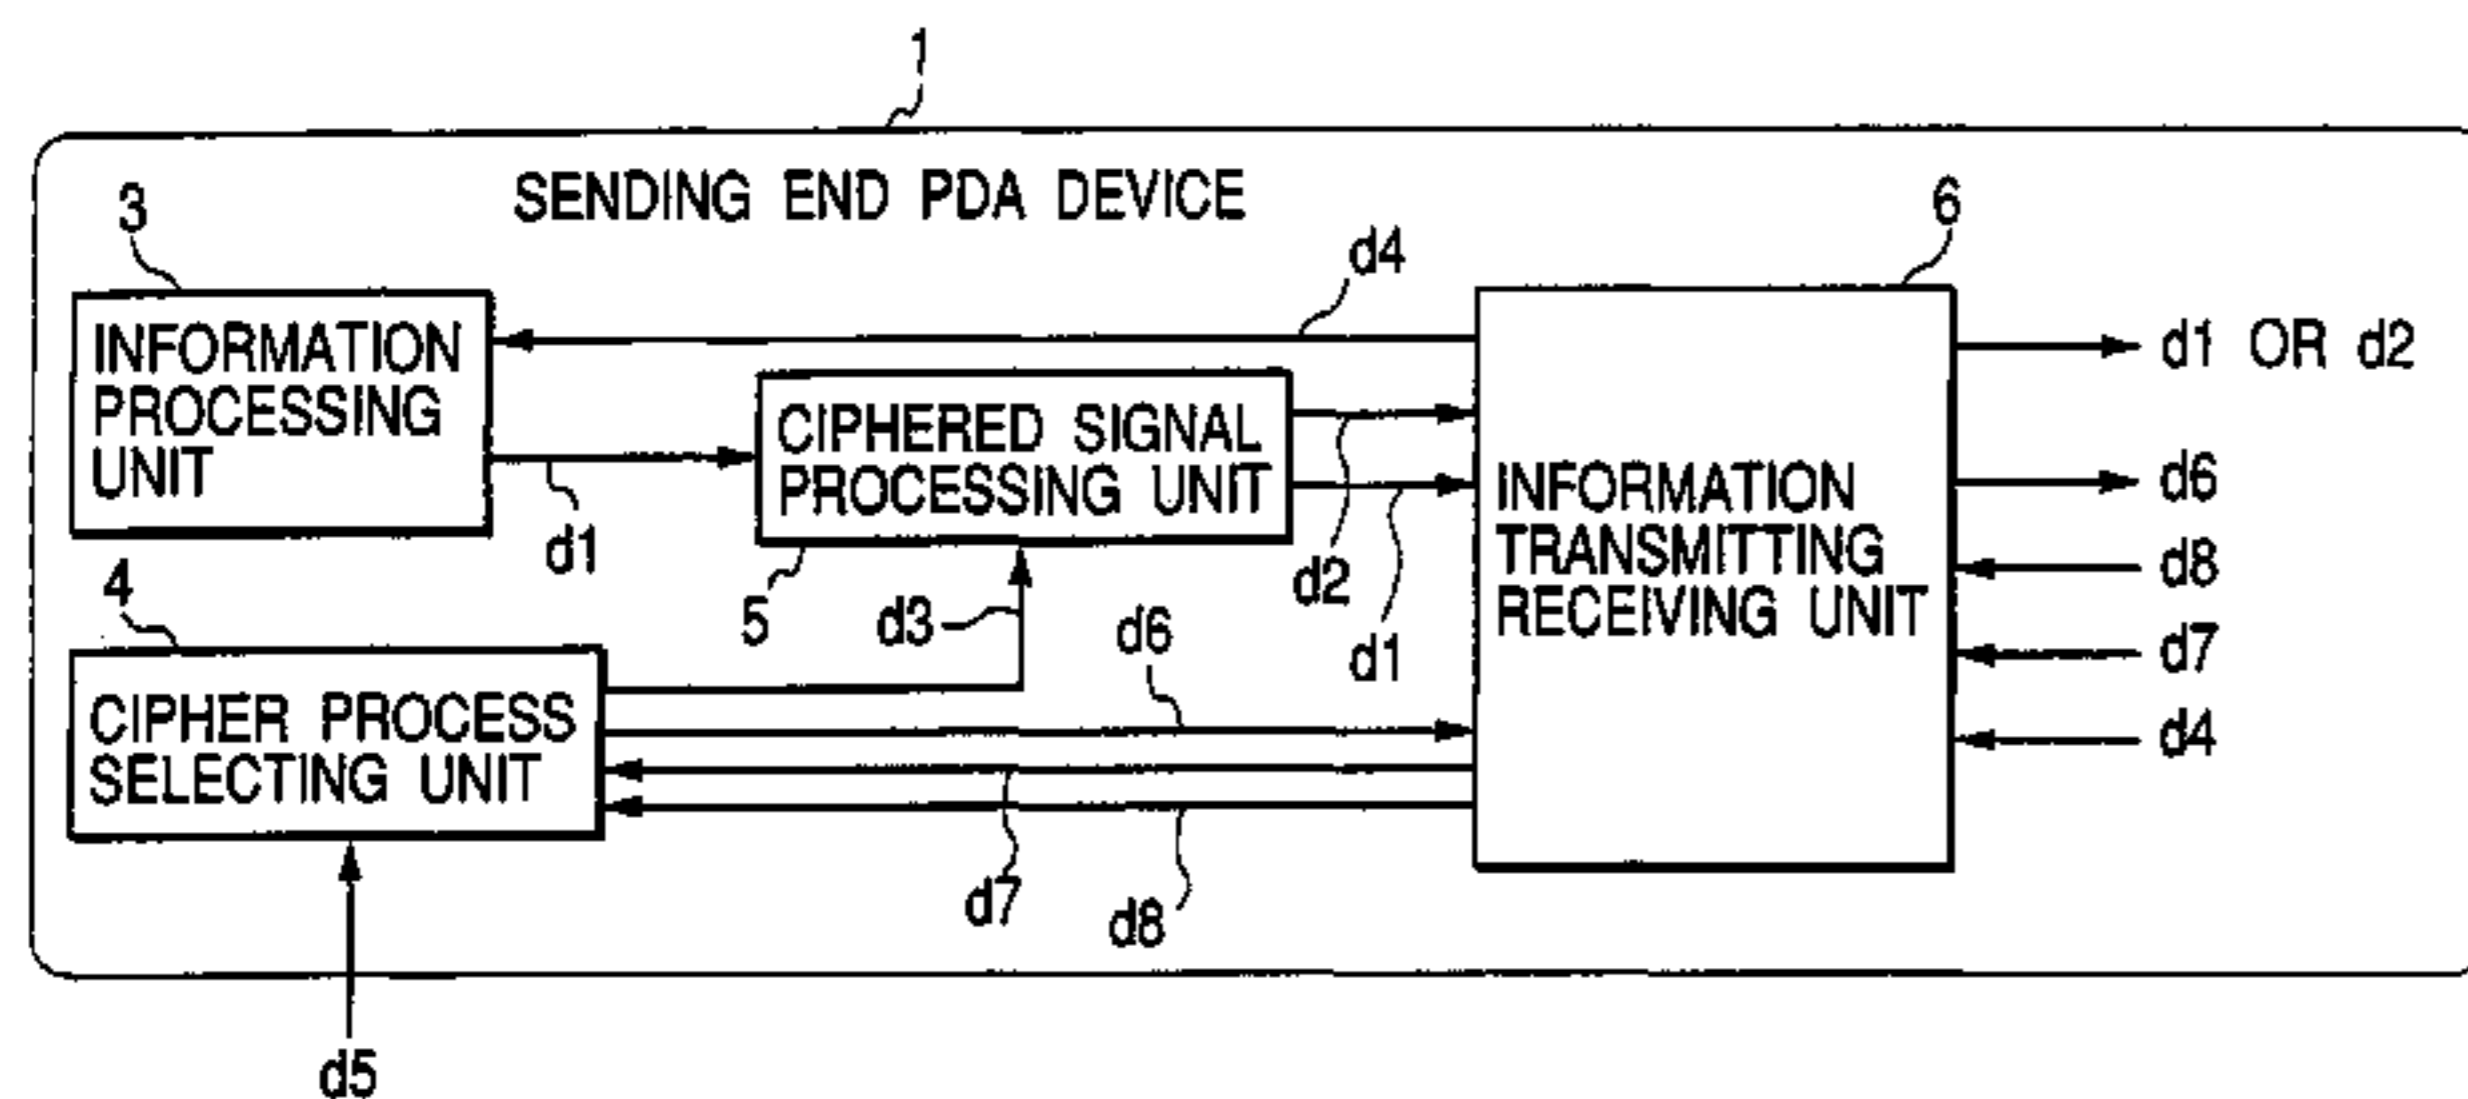 1
SENDING END PDA DEVICE
3
6
d4
INFORMATION
PROCESSING
UNIT
d1 OR d2
CIPHERED SIGNAL
PROCESSING UNIT
d6
INFORMATION
TRANSMITTING
RECEIVING UNIT
d1
d2
d8
4
5
d3
d6
d1
d7
CIPHER PROCESS
SELECTING UNIT
d4
d7
d8
d5